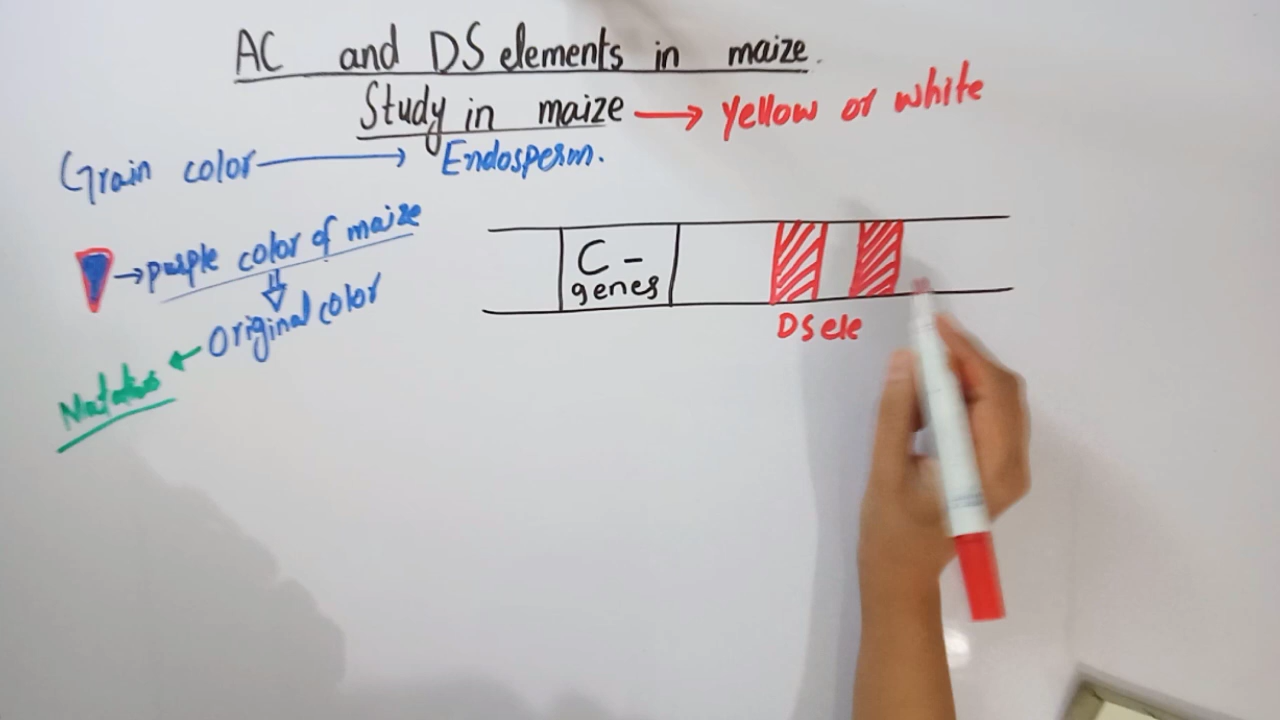 AC and DS elements in maize.
Study in maize → Yellow or white
Grain color → Endosperm.
→ purple color of maize
Original color
C -
genes
DS ele